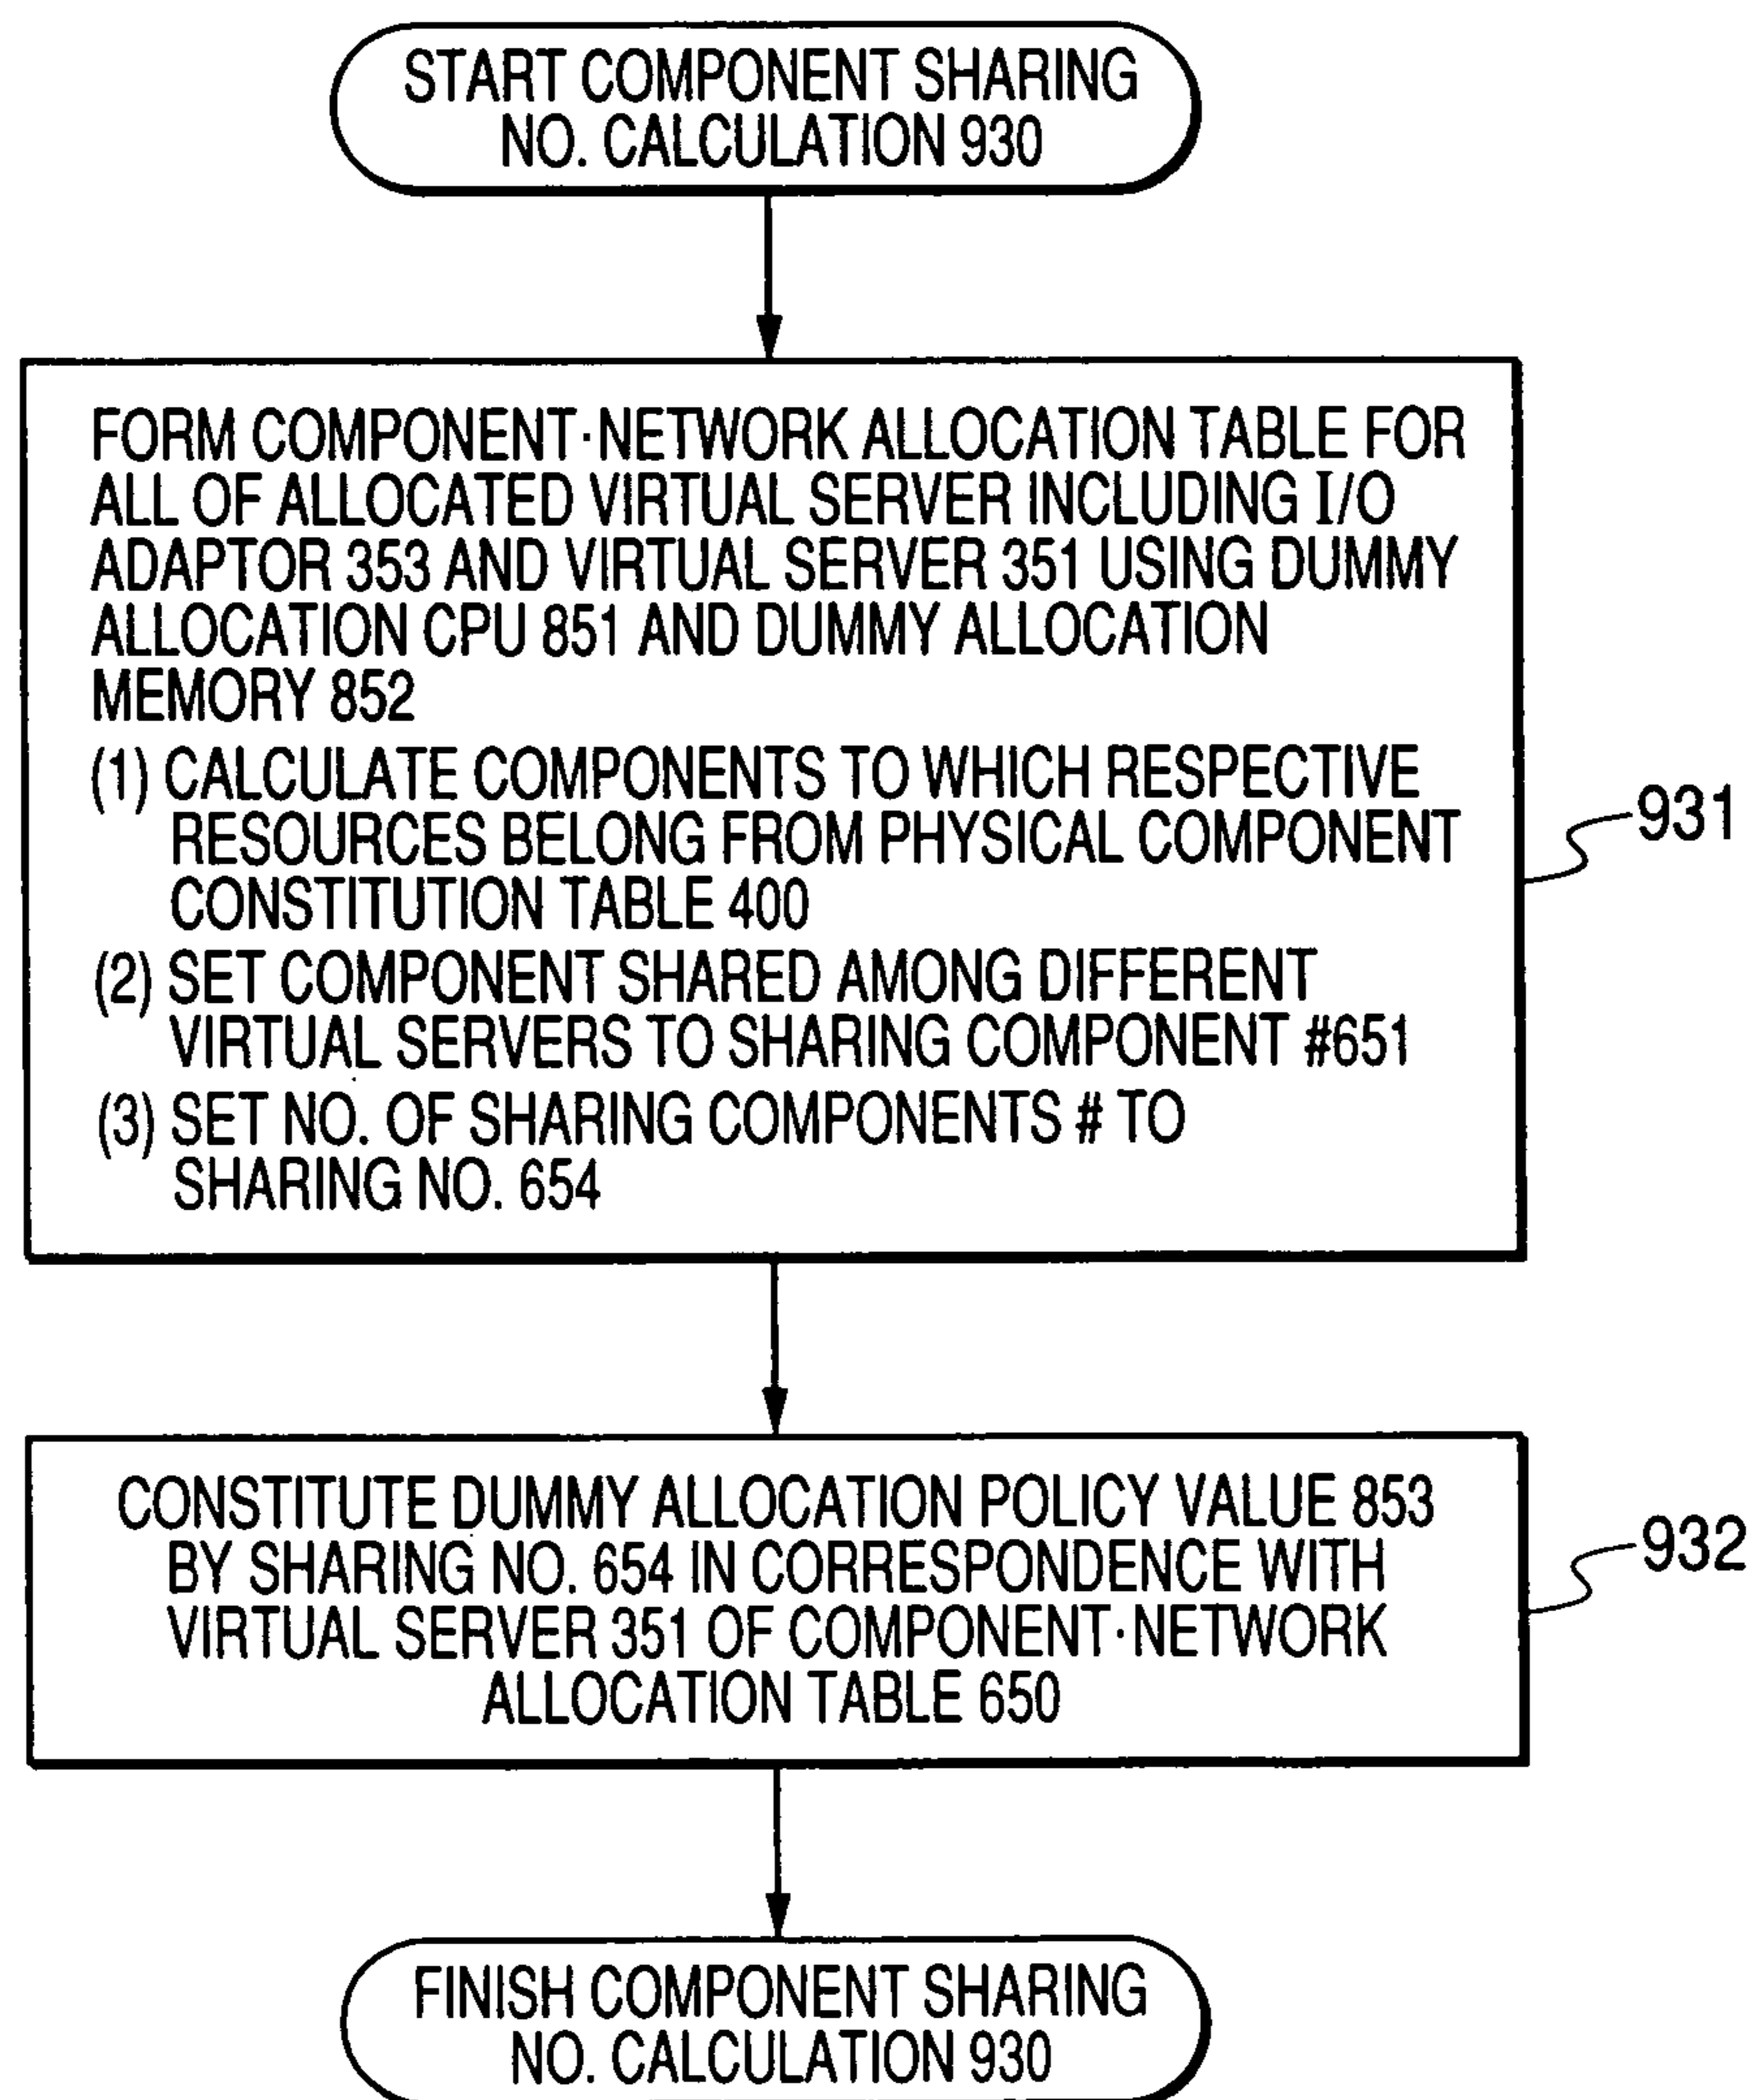 START COMPONENT SHARING
NO. CALCULATION 930
FORM COMPONENT·NETWORK ALLOCATION TABLE FOR
ALL OF ALLOCATED VIRTUAL SERVER INCLUDING I/O
ADAPTOR 353 AND VIRTUAL SERVER 351 USING DUMMY
ALLOCATION CPU 851 AND DUMMY ALLOCATION
MEMORY 852
(1) CALCULATE COMPONENTS TO WHICH RESPECTIVE
RESOURCES BELONG FROM PHYSICAL COMPONENT
CONSTITUTION TABLE 400
(2) SET COMPONENT SHARED AMONG DIFFERENT
VIRTUAL SERVERS TO SHARING COMPONENT #651
(3) SET NO. OF SHARING COMPONENTS # TO
SHARING NO. 654
931
CONSTITUTE DUMMY ALLOCATION POLICY VALUE 853
BY SHARING NO. 654 IN CORRESPONDENCE WITH
VIRTUAL SERVER 351 OF COMPONENT·NETWORK
ALLOCATION TABLE 650
932
FINISH COMPONENT SHARING
NO. CALCULATION 930